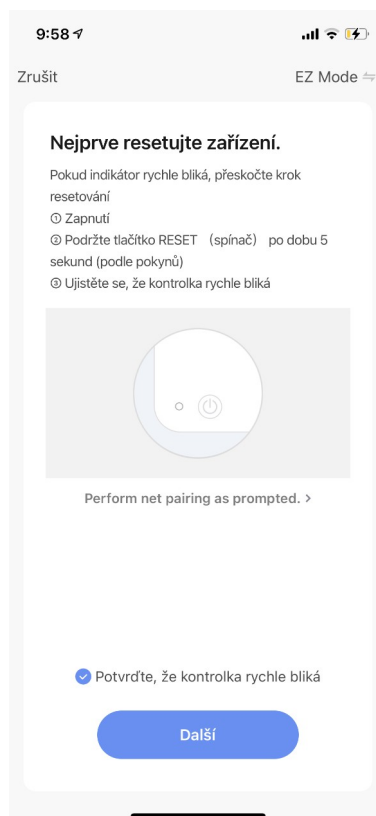 9:58
Zrušit
EZ Mode
Nejprve resetujte zařízení.
Pokud indikátor rychle bliká, přeskočte krok
resetování
① Zapnutí
② Podržte tlačítko RESET （spínač） po dobu 5
sekund (podle pokynů)
③ Ujistěte se, že kontrolka rychle bliká
Perform net pairing as prompted. >
Potvrďte, že kontrolka rychle bliká
Další